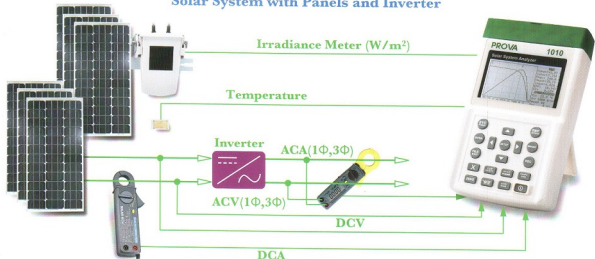 Solar System with Panels and Inverter
Irradiance Meter (W/m²)
PROVA 1010
Solar System Analyzer
Temperature
Inverter
ACA(1Φ,3Φ)
ACV(1Φ,3Φ)
DCV
DCA